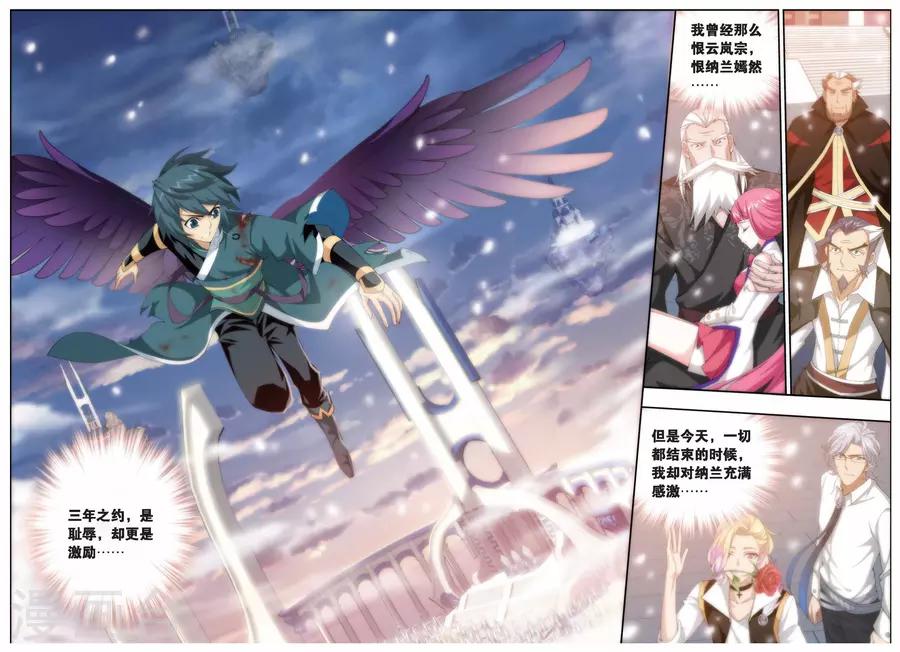 三年之约，是
耻辱，却更是
激励……
我曾经那么
恨云岚宗，
恨纳兰嫣然
……
但是今天，一切
都结束的时候，
我却对纳兰充满
感激……
漫画